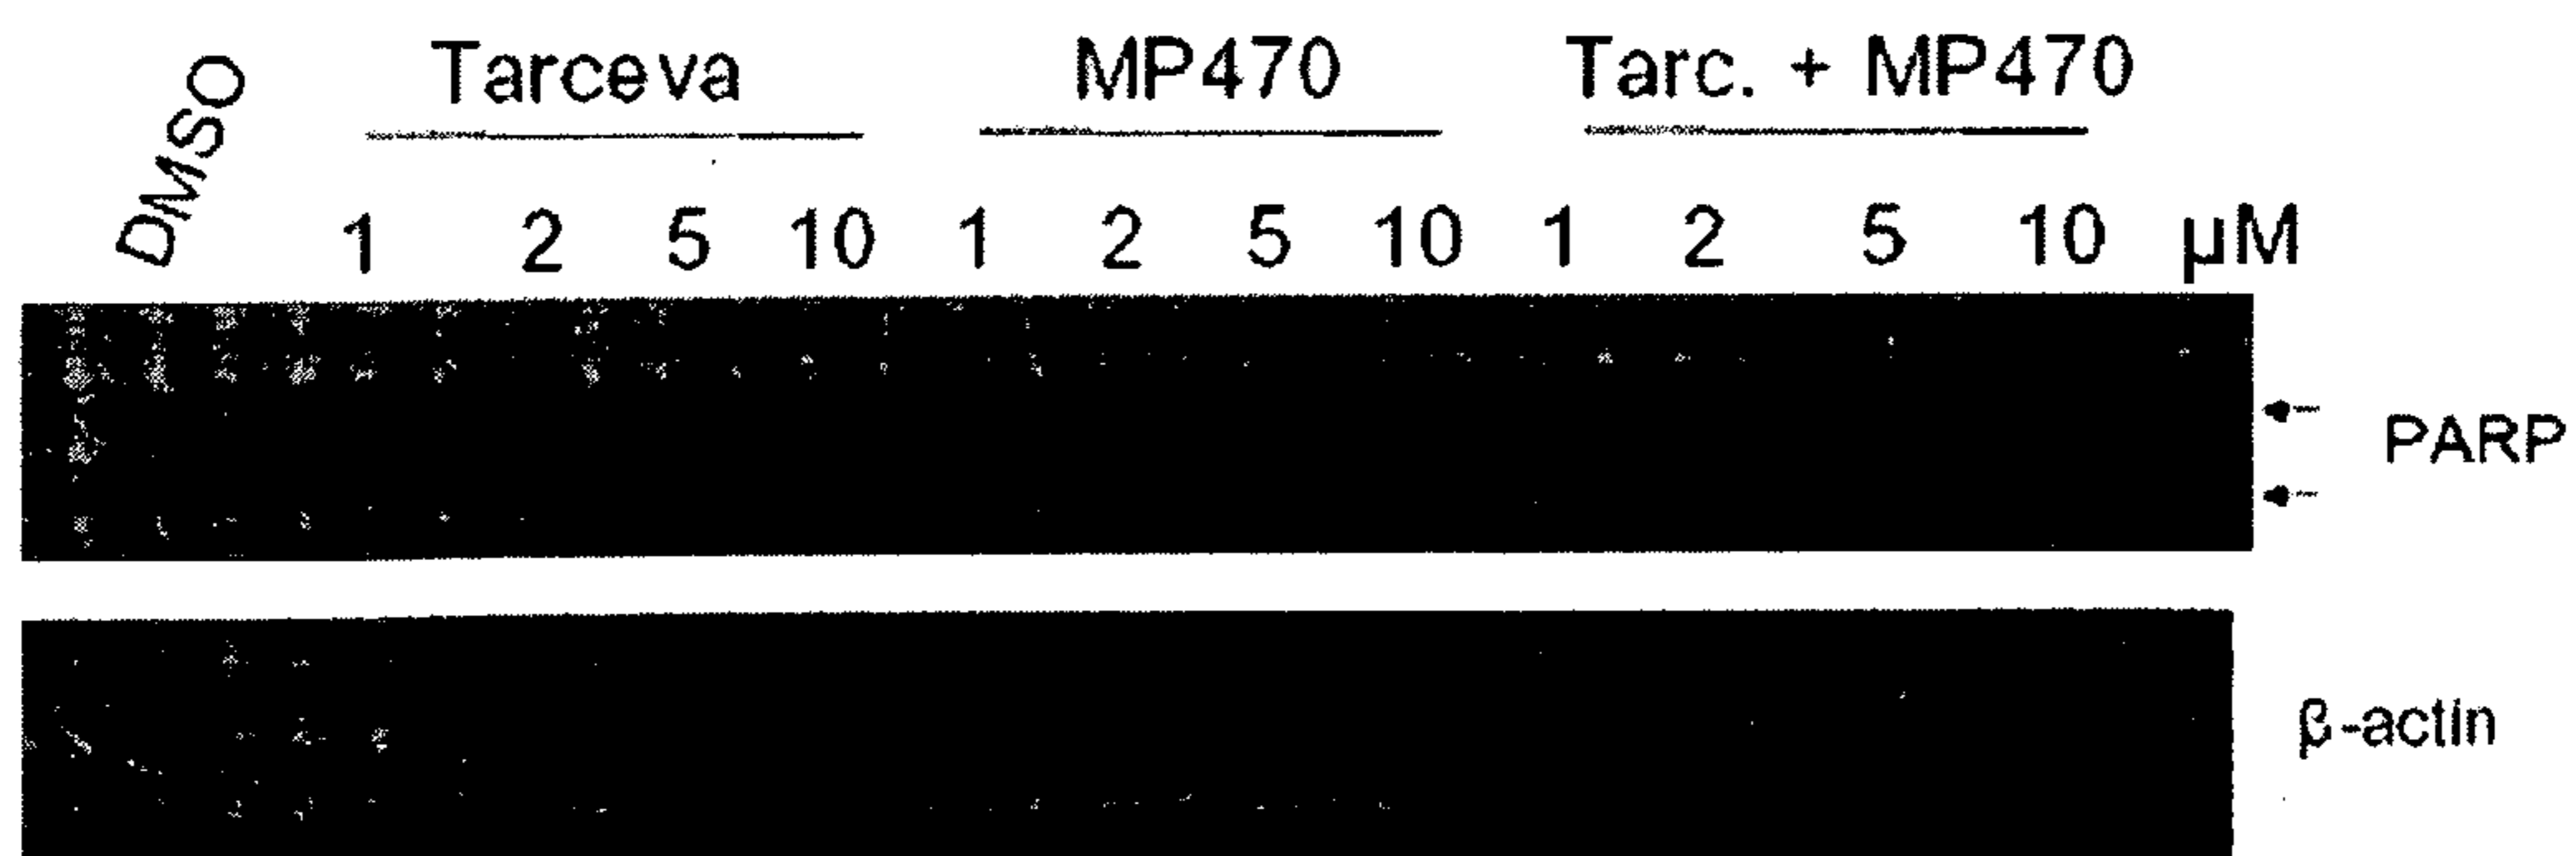 DMSO Tarceva MP470 Tarc. + MP470
1 2 5 10 1 2 5 10 1 2 5 10 µM
PARP
β-actin